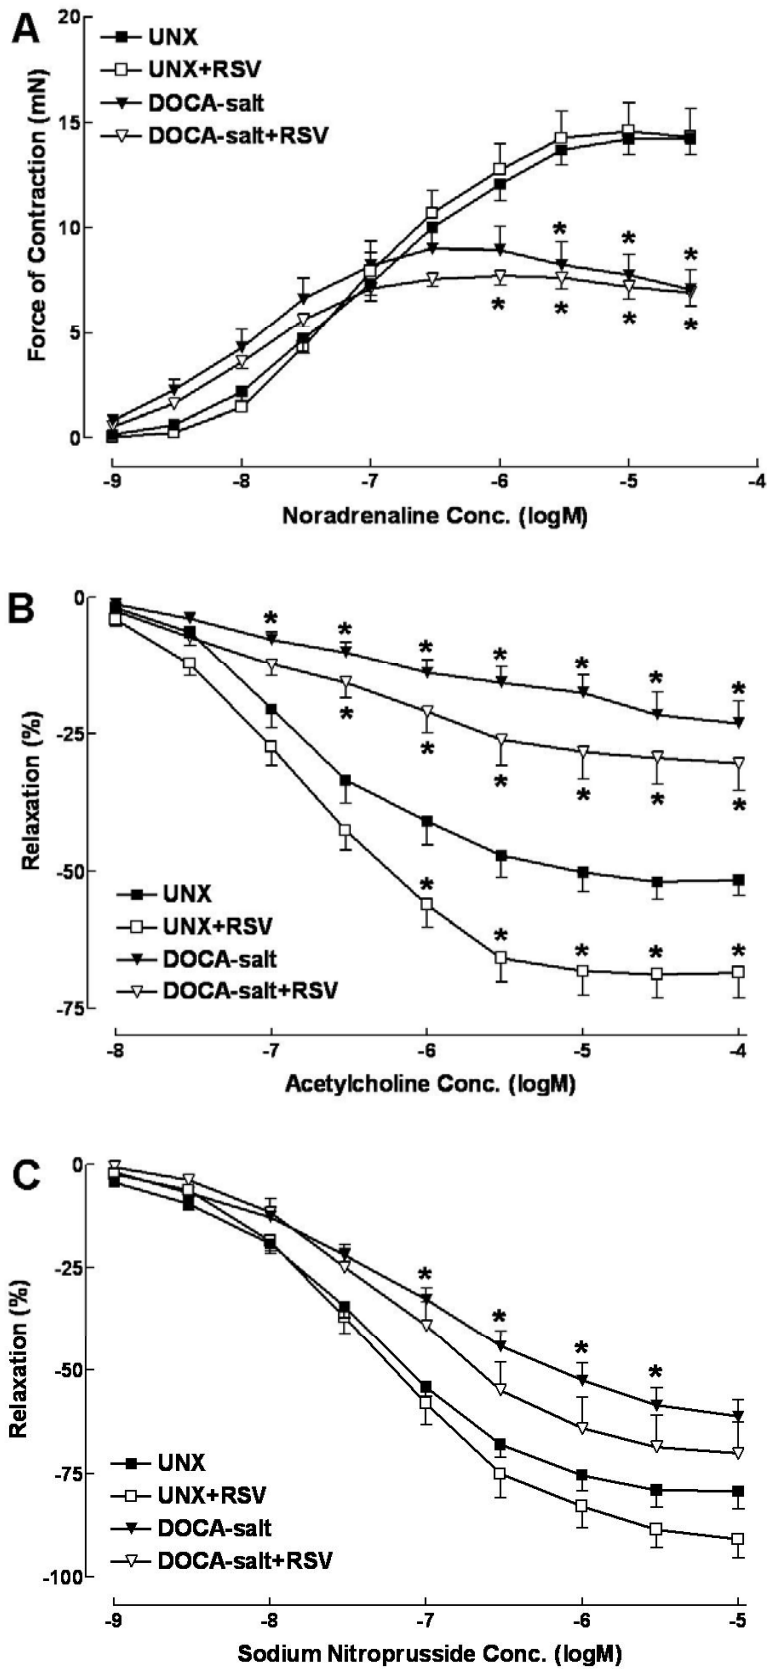 A
20
UNX
UNX+RSV
DOCA-salt
DOCA-salt+RSV
15
10
5
0
Force of Contraction (mN)
* * *
* * * *
-9 -8 -7 -6 -5 -4
Noradrenaline Conc. (logM)
B
0
-25
-50
-75
Relaxation (%)
* * * * * * *
* * * * * *
* * * * *
UNX
UNX+RSV
DOCA-salt
DOCA-salt+RSV
-8 -7 -6 -5 -4
Acetylcholine Conc. (logM)
C
0
-25
-50
-75
-100
Relaxation (%)
* * * *
UNX
UNX+RSV
DOCA-salt
DOCA-salt+RSV
-9 -8 -7 -6 -5
Sodium Nitroprusside Conc. (logM)